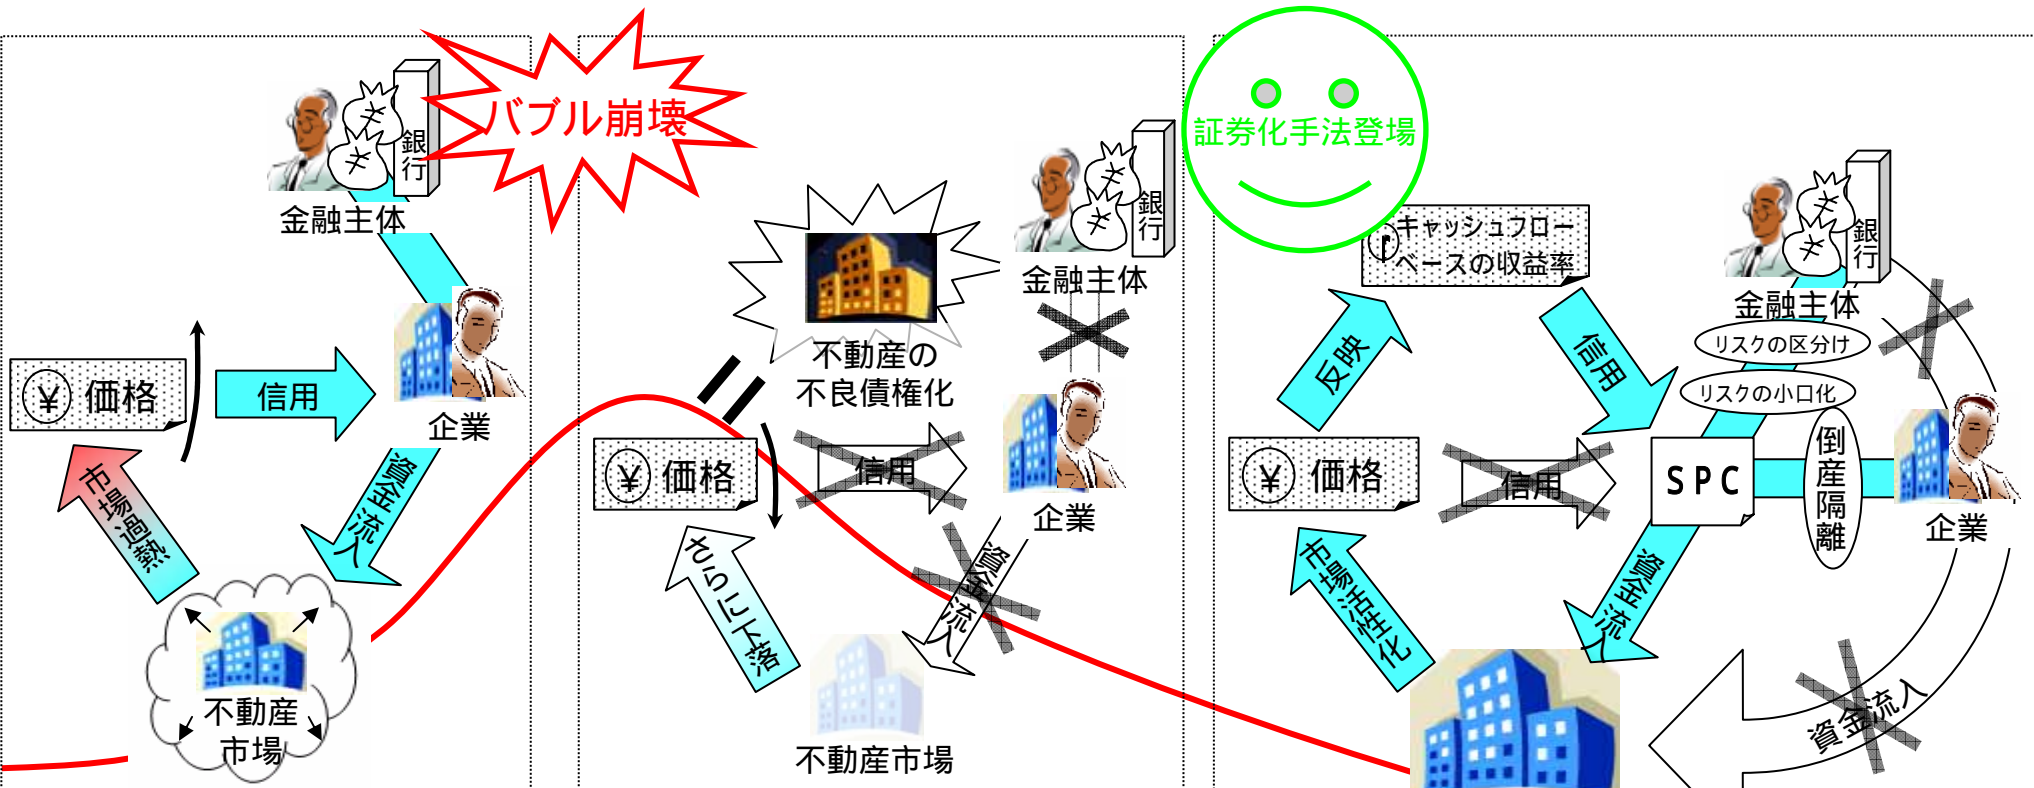 バブル崩壊
銀行
金融主体
¥ 価格
信用
企業
市場過熱
資金流入
不動産
市場
銀行
金融主体
不動産の
不良債権化
¥ 価格
信用
企業
さらに下落
資金流入
不動産市場
証券化手法登場
キャッシュフロー
ベースの収益率
銀行
金融主体
反映
信用
リスクの区分け
リスクの小口化
¥ 価格
信用
SPC
倒産隔離
企業
市場活性化
資金流入
資金流入